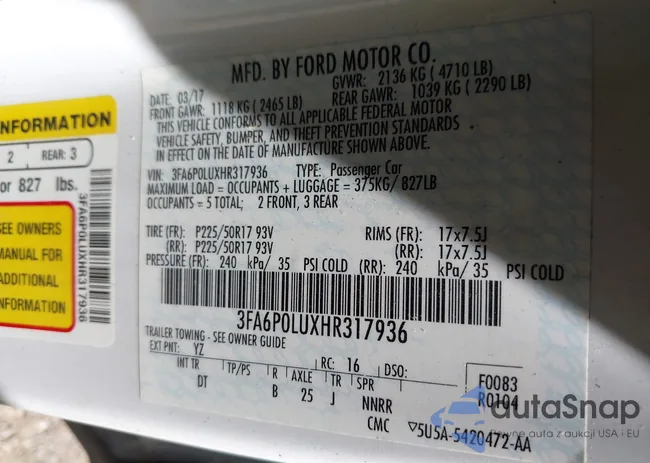 MFD. BY FORD MOTOR CO.
DATE: 03/17
GVWR: 2136 KG ( 4710 LB)
FRONT GAWR: 1118 KG ( 2465 LB)
REAR GAWR: 1039 KG ( 2290 LB)
THIS VEHICLE CONFORMS TO ALL APPLICABLE FEDERAL MOTOR
VEHICLE SAFETY, BUMPER, AND THEFT PREVENTION STANDARDS
IN EFFECT ON THE DATE OF MANUFACTURE SHOWN ABOVE.
VIN: 3FA6P0LUXHR317936 TYPE: Passenger Car
MAXIMUM LOAD = OCCUPANTS + LUGGAGE = 375KG/ 827LB
OCCUPANTS = 5 TOTAL; 2 FRONT, 3 REAR
TIRE (FR): P225/50R17 93V RIMS (FR): 17x7.5J
(RR): P225/50R17 93V (RR): 17x7.5J
PRESSURE (FR): 240 kPa/ 35 PSI COLD (RR): 240 kPa/ 35 PSI COLD
3FA6P0LUXHR317936
TRAILER TOWING - SEE OWNER GUIDE
EXT PNT: YZ RC: 16 DSO:
INT TR TP/PS R AXLE TR SPR
DT B 25 J NNRR
CMC
F0083
R0104
▽5U5A-5420472-AA
INFORMATION
2 REAR: 3
or 827 lbs.
SEE OWNERS
MANUAL FOR
ADDITIONAL
INFORMATION
3FA6P0LUXHR317936
autaSnap
Pewne auta z aukcji USA i EU